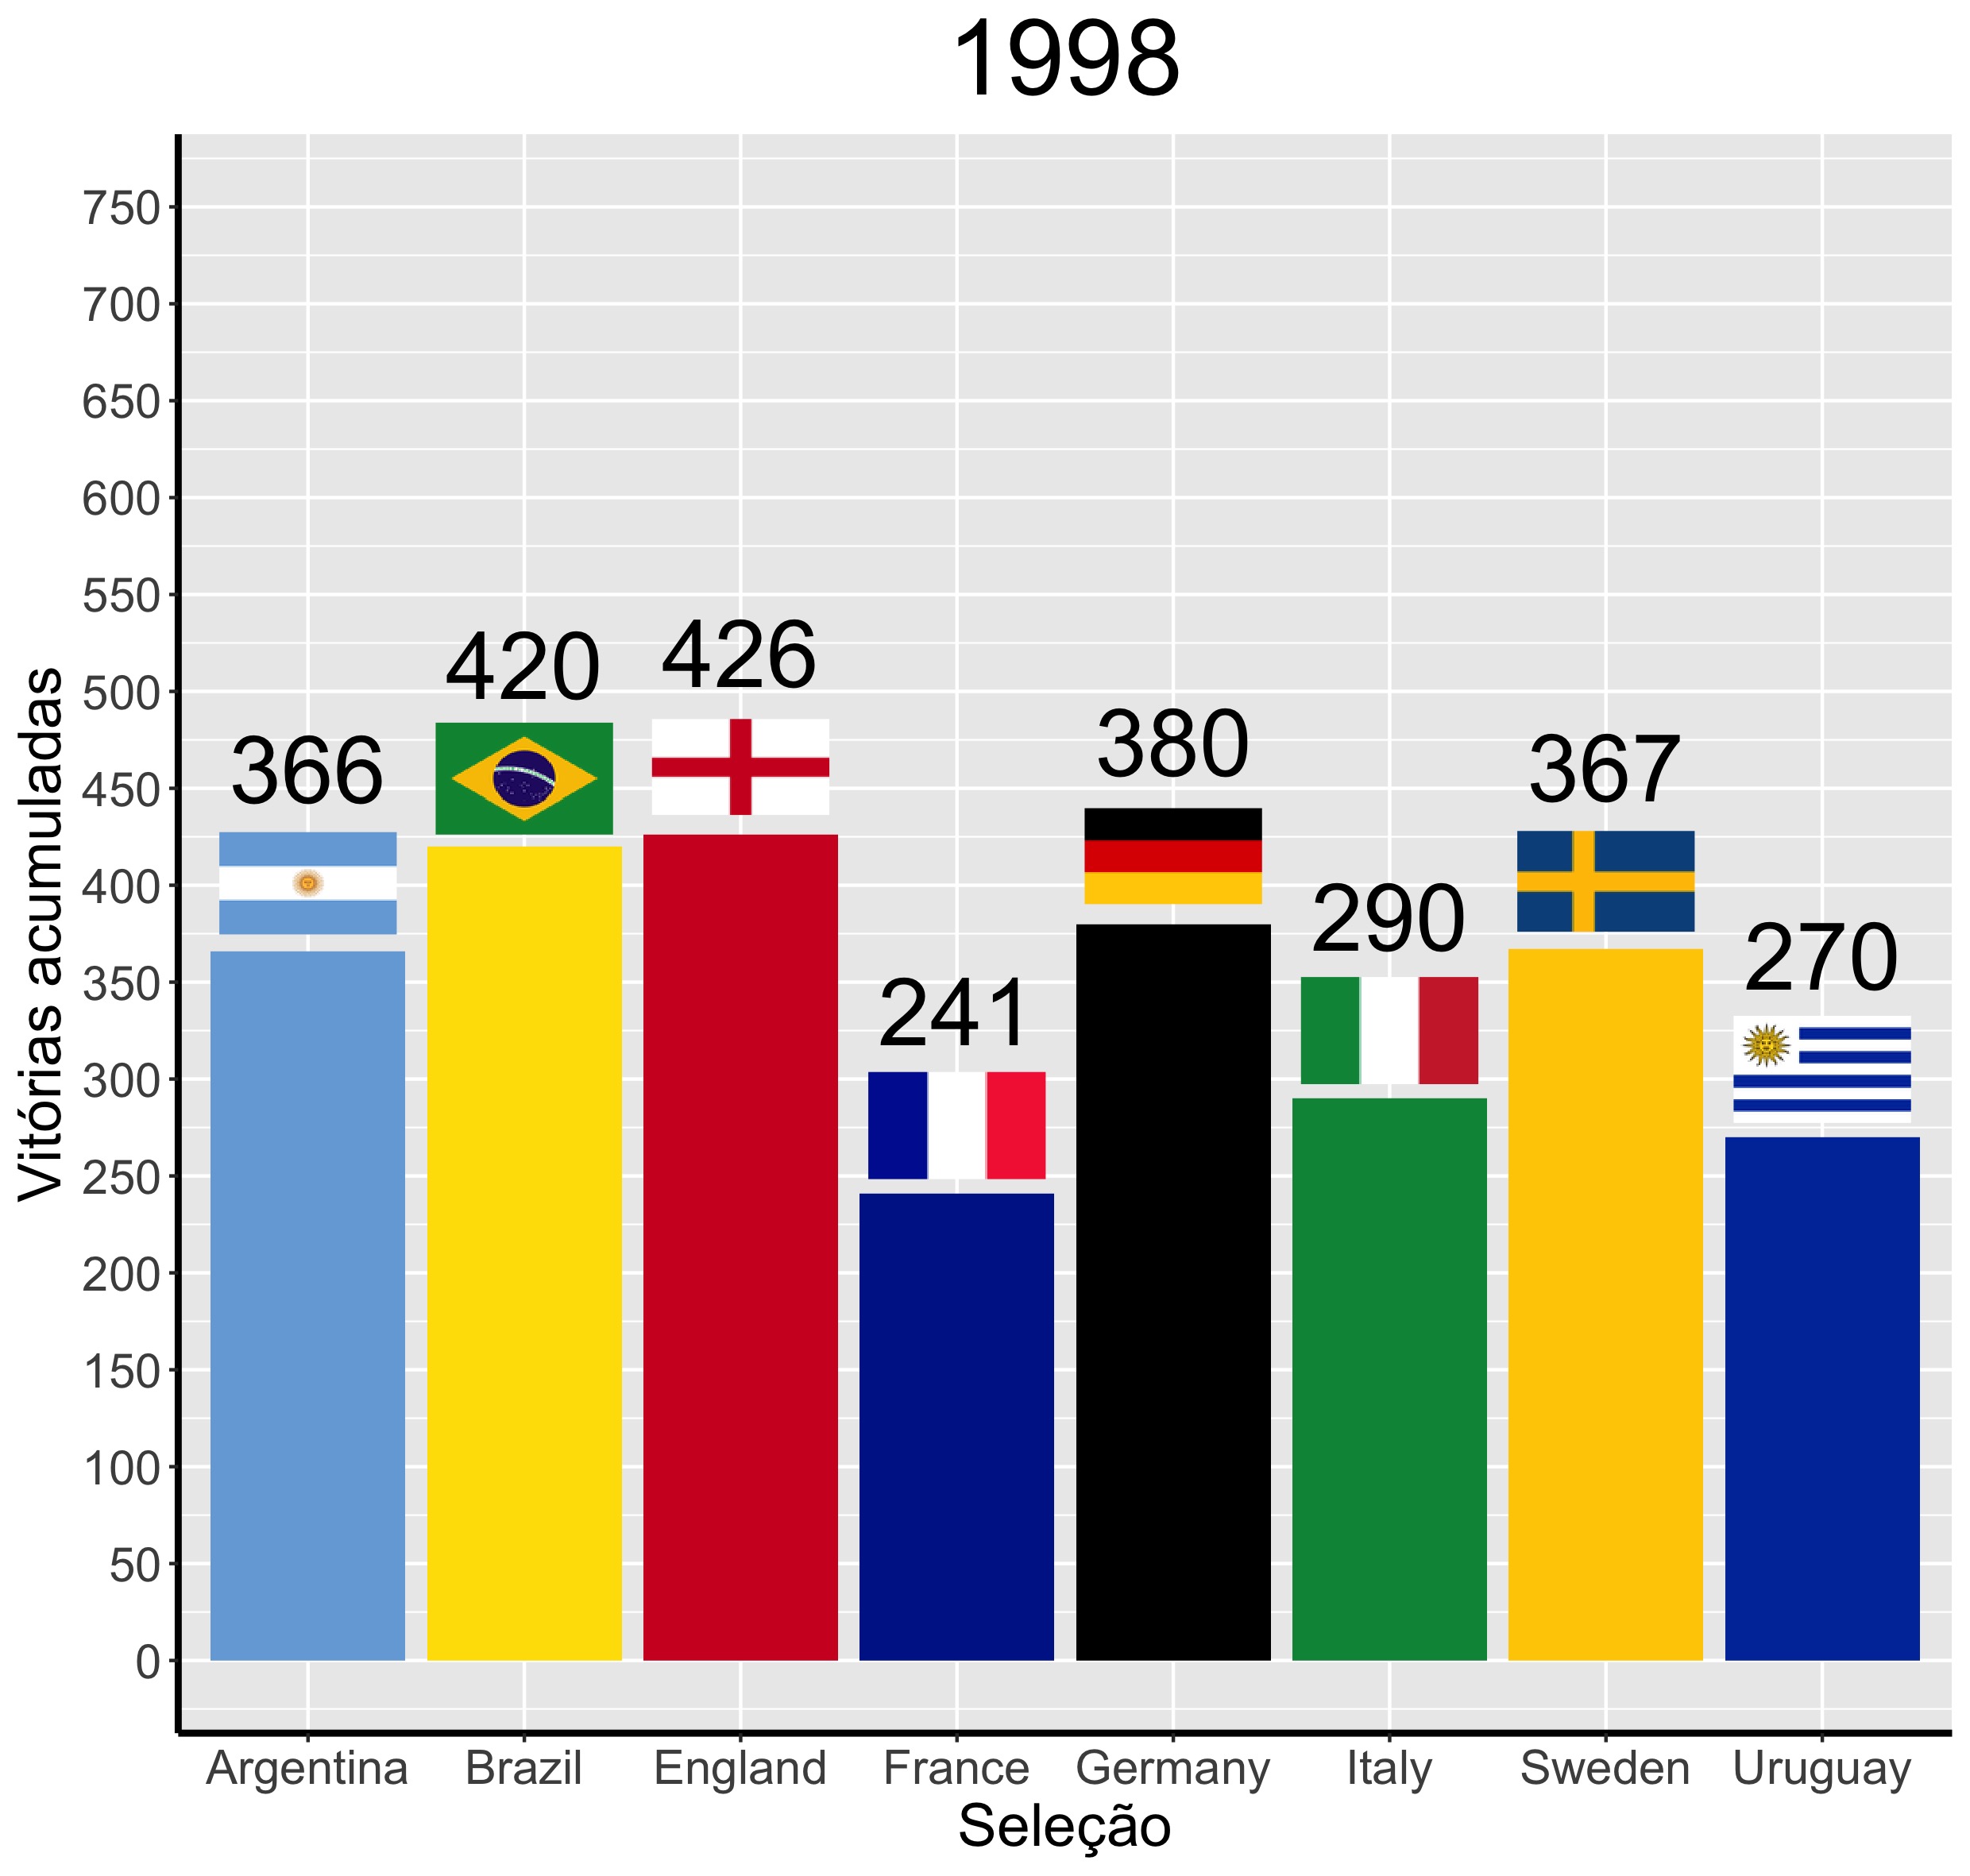 1998
Vitórias acumuladas
750
700
650
600
550
500
450
400
350
300
250
200
150
100
50
0
366
420
426
241
380
290
367
270
Argentina
Brazil
England
France
Germany
Italy
Sweden
Uruguay
Seleção